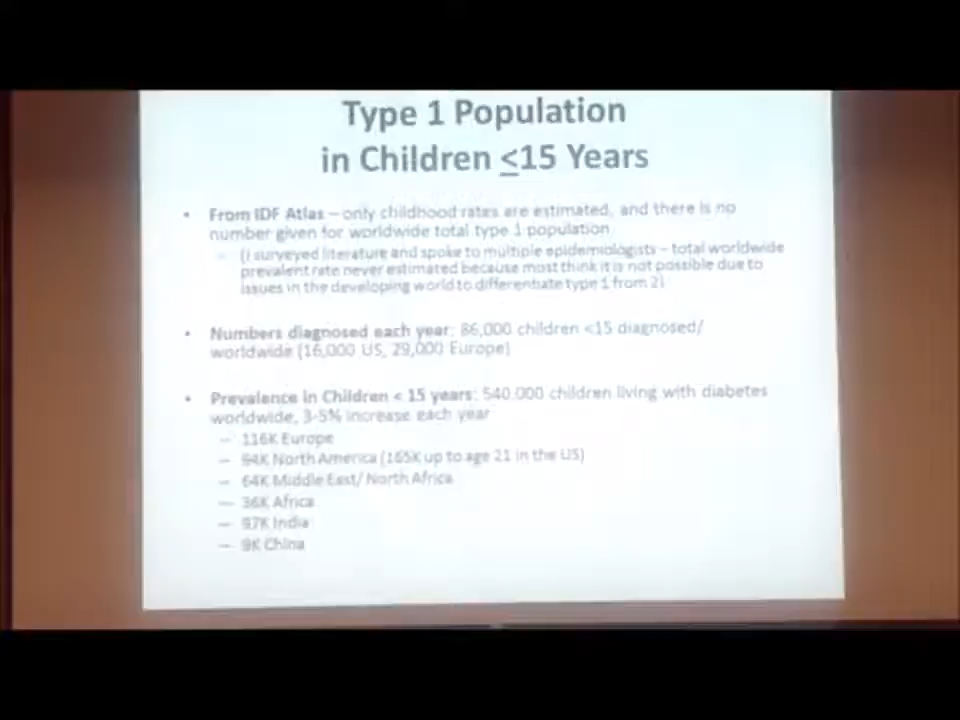 Type 1 Population
in Children ≤15 Years
• From IDF Atlas – only childhood rates are estimated, and there is no
number given for worldwide total type 1 population
– (I surveyed literature and spoke to multiple epidemiologists – total worldwide
prevalent rate never estimated because most think it is not possible due to
issues in the developing world to differentiate type 1 from 2)
• Numbers diagnosed each year: 86,000 children <15 diagnosed/
worldwide (16,000 US, 29,000 Europe)
• Prevalence in Children < 15 years: 540,000 children living with diabetes
worldwide, 3-5% increase each year
– 116K Europe
– 94K North America (165K up to age 21 in the US)
– 64K Middle East/ North Africa
– 36K Africa
– 97K India
– 9K China